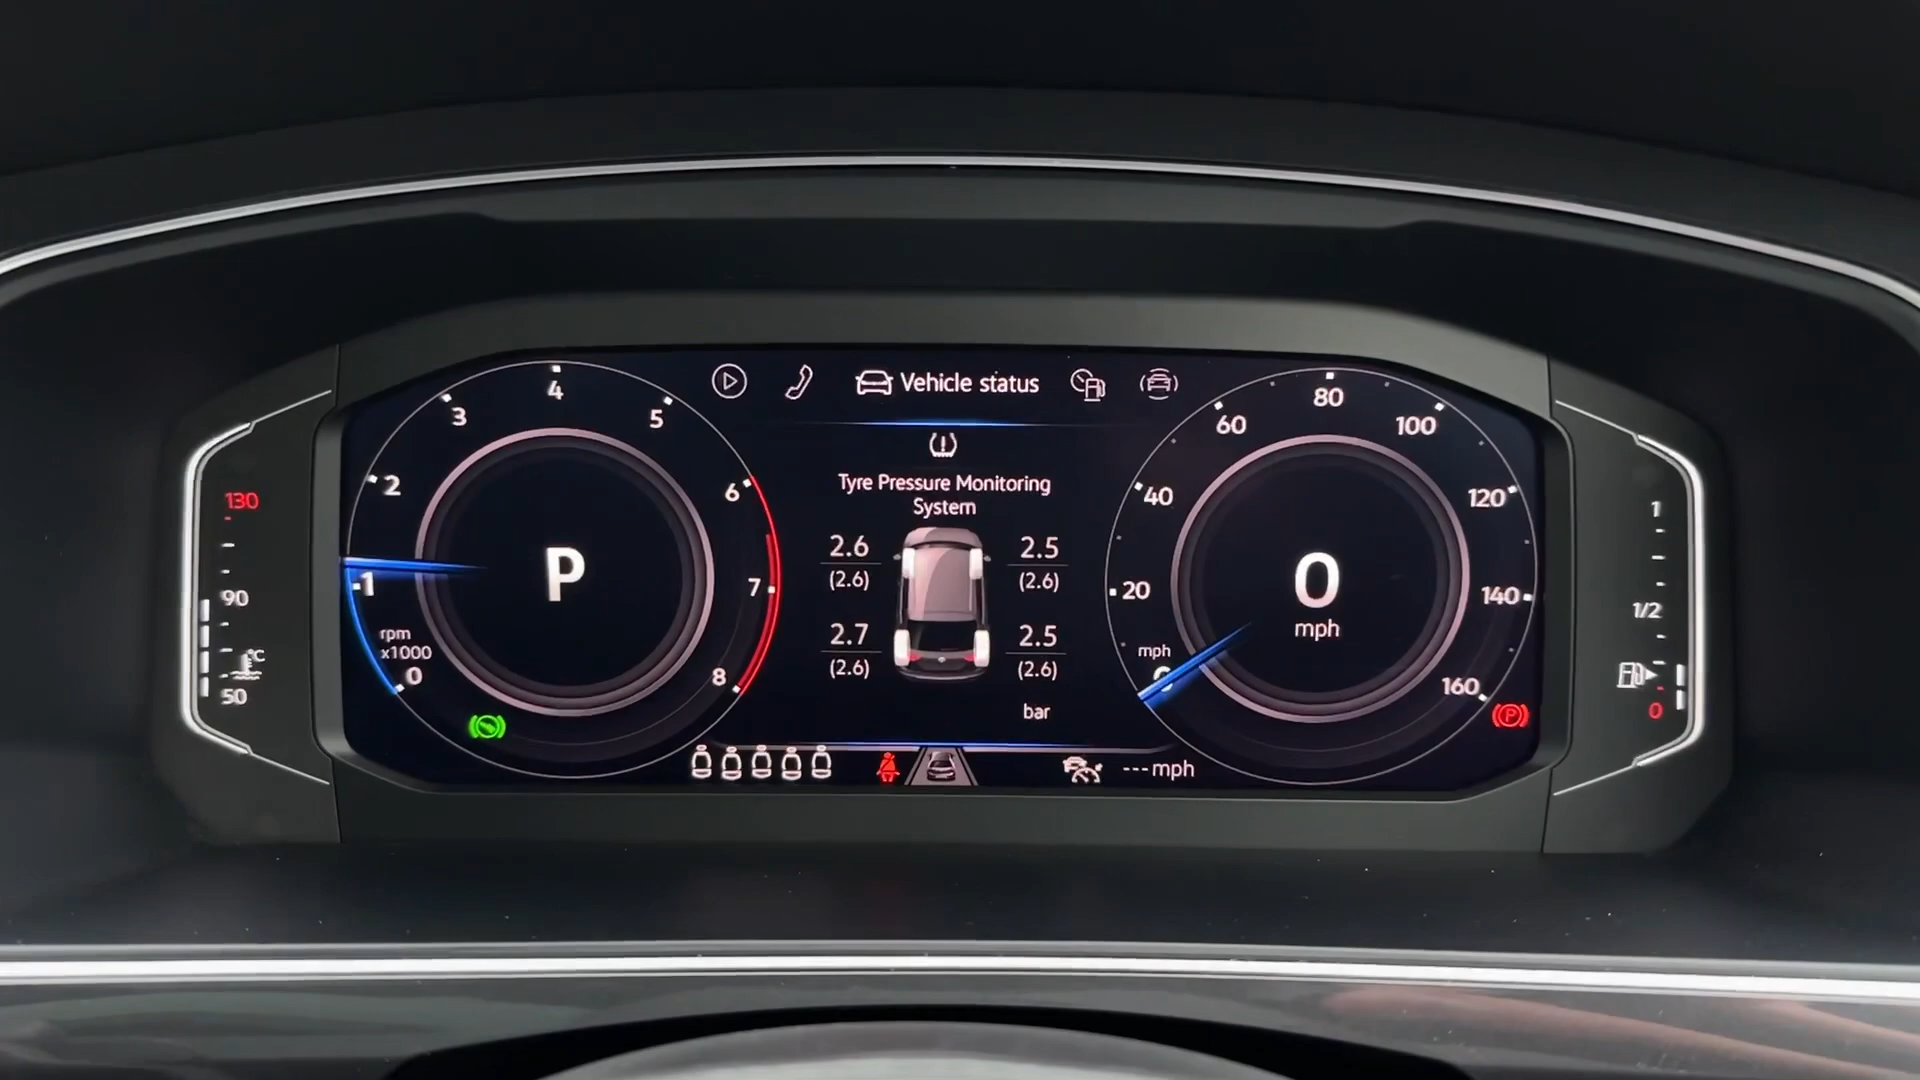 Vehicle status
Tyre Pressure Monitoring
System
2.6
(2.6)
2.5
(2.6)
2.7
(2.6)
2.5
(2.6)
bar
130
90
°C
50
0
1
2
3
4
5
6
7
8
rpm
x1000
P
0
mph
mph
20
40
60
80
100
120
140
160
P
---mph
1
1/2
0